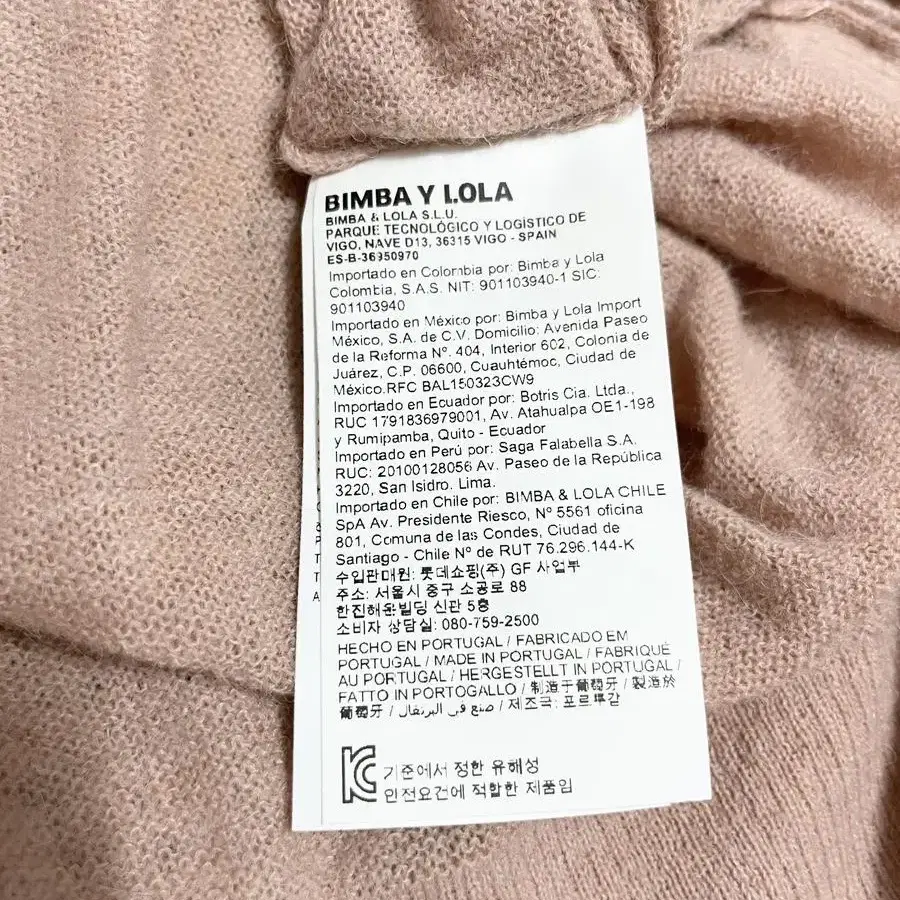 BIMBA Y LOLA
BIMBA & LOLA S.L.U.
PARQUE TECNOLÓGICO Y LOGÍSTICO DE
VIGO, NAVE D13, 36315 VIGO - SPAIN
ES-B-36950970
Importado en Colombia por: Bimba y Lola
Colombia, S.A.S. NIT: 901103940-1 SIC:
901103940
Importado en México por: Bimba y Lola Import
México, S.A. de C.V. Domicilio: Avenida Paseo
de la Reforma Nº. 404, Interior 602, Colonia de
Juárez, C.P. 06600, Cuauhtémoc, Ciudad de
México.RFC BAL150323CW9
Importado en Ecuador por: Botris Cia. Ltda.,
RUC 1791836979001, Av. Atahualpa OE1-198
y Rumipamba, Quito - Ecuador
Importado en Perú por: Saga Falabella S.A.
RUC: 20100128056 Av. Paseo de la República
3220, San Isidro. Lima.
Importado en Chile por: BIMBA & LOLA CHILE
SpA Av. Presidente Riesco, Nº 5561 oficina
801, Comuna de las Condes, Ciudad de
Santiago - Chile Nº de RUT 76.296.144-K
수입판매원: 롯데쇼핑(주) GF 사업부
주소: 서울시 중구 소공로 88
한진해운빌딩 신관 5층
소비자 상담실: 080-759-2500
HECHO EN PORTUGAL / FABRICADO EM
PORTUGAL / MADE IN PORTUGAL / FABRIQUÉ
AU PORTUGAL / HERGESTELLT IN PORTUGAL /
FATTO IN PORTOGALLO / 制造于葡萄牙 / 製造於
葡萄牙 / صنع في البرتغال / 제조국: 포르투갈
기준에서 정한 유해성
안전요건에 적합한 제품임